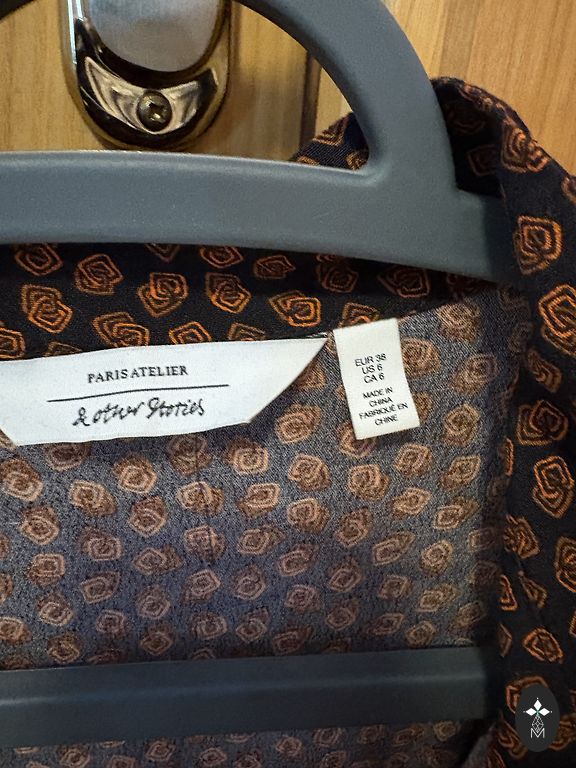 PARIS ATELIER
& other Stories
EUR 38
US 6
CA 6
MADE IN
CHINA
FABRIQUÉ EN
CHINE
M